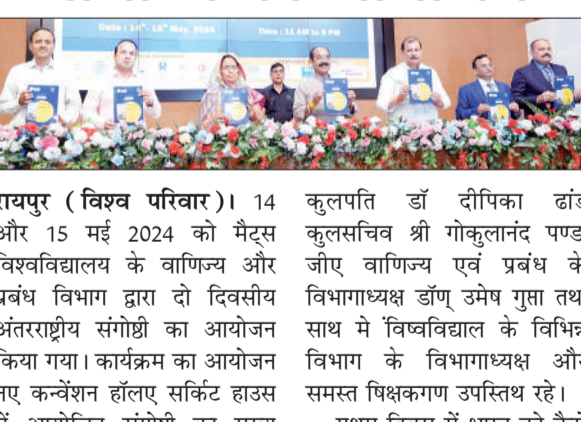 Date : 14th- 15th May, 2024
Time : 11 AM to 6 PM
रायपुर (विश्व परिवार)। 14
और 15 मई 2024 को मैट्स
विश्वविद्यालय के वाणिज्य और
प्रबंध विभाग द्वारा दो दिवसीय
अंतरराष्ट्रीय संगोष्ठी का आयोजन
किया गया। कार्यक्रम का आयोजन
नए कन्वेंशन हॉलए सर्किट हाउस
कुलपति डॉ दीपिका ढांड
कुलसचिव श्री गोकुलानंद पण्ड
जीए वाणिज्य एवं प्रबंध के
विभागाध्यक्ष डॉण् उमेष गुप्ता तथ
साथ मे विष्वविद्याल के विभिन्न
विभाग के विभागाध्यक्ष और
समस्त षिक्षकगण उपस्तिथ रहे।